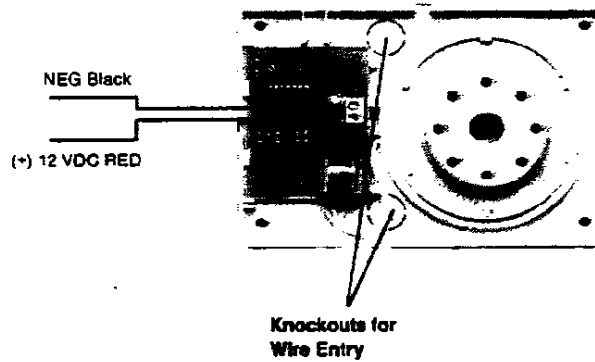 NEG Black
(+) 12 VDC RED
Knockouts for
Wire Entry